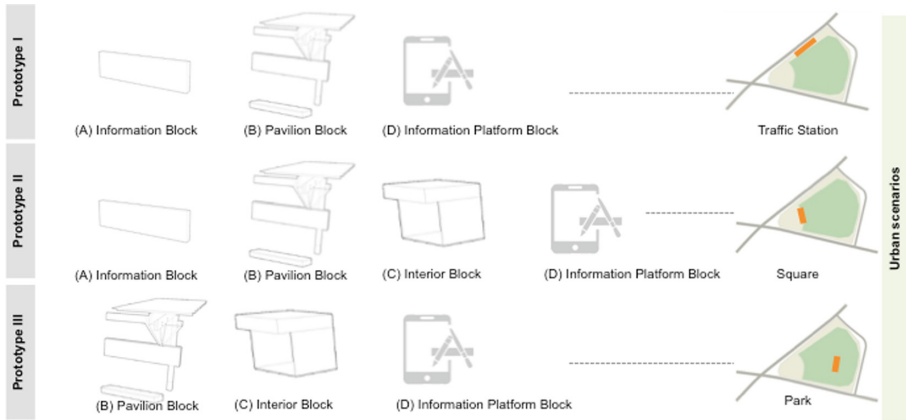 Prototype I
(A) Information Block
(B) Pavilion Block
(D) Information Platform Block
Traffic Station
Prototype II
(A) Information Block
(B) Pavilion Block
(C) Interior Block
(D) Information Platform Block
Square
Prototype III
(B) Pavilion Block
(C) Interior Block
(D) Information Platform Block
Park
Urban scenarios